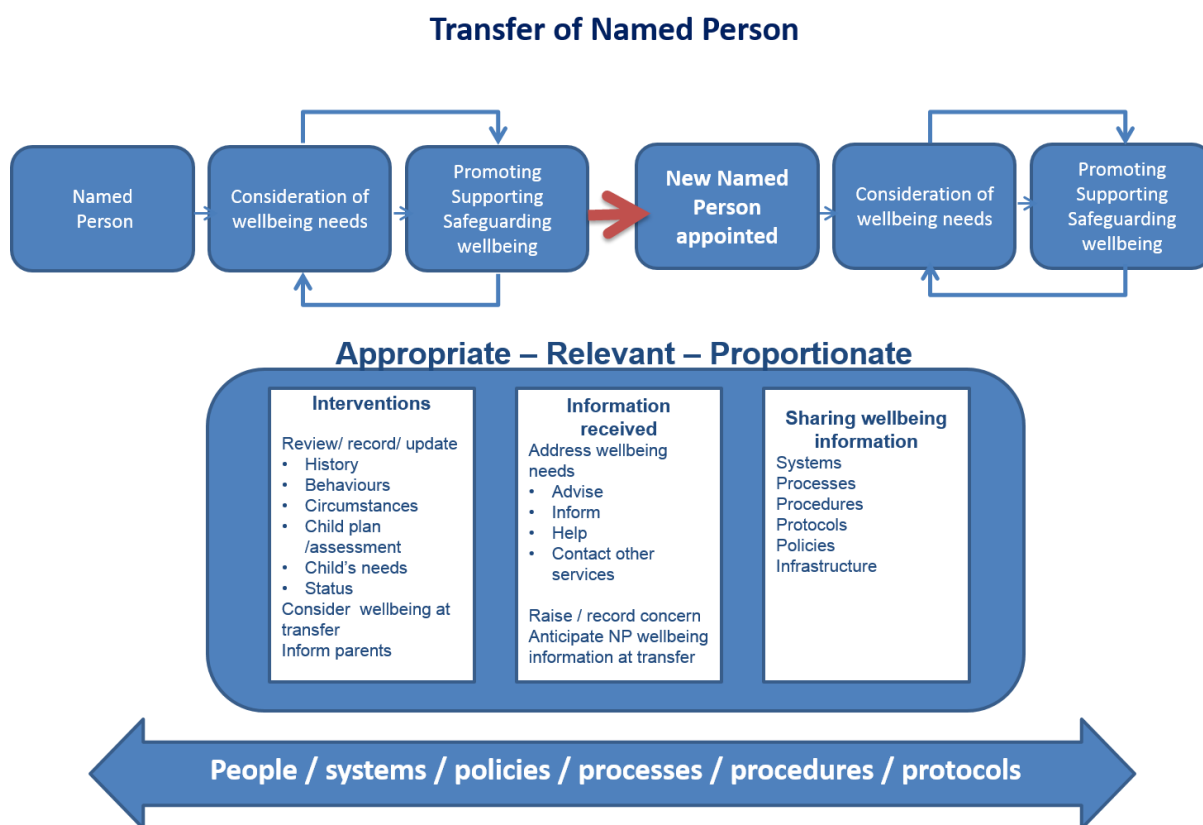 Transfer of Named Person
Named
Person
Consideration of
wellbeing needs
Promoting
Supporting
Safeguarding
wellbeing
New Named
Person
appointed
Consideration of
wellbeing needs
Promoting
Supporting
Safeguarding
wellbeing
Appropriate – Relevant – Proportionate
Interventions
Review/ record/ update
• History
• Behaviours
• Circumstances
• Child plan
/assessment
• Child's needs
• Status
Consider wellbeing at
transfer
Inform parents
Information
received
Address wellbeing
needs
• Advise
• Inform
• Help
• Contact other
services
Raise / record concern
Anticipate NP wellbeing
information at transfer
Sharing wellbeing
information
Systems
Processes
Procedures
Protocols
Policies
Infrastructure
People / systems / policies / processes / procedures / protocols